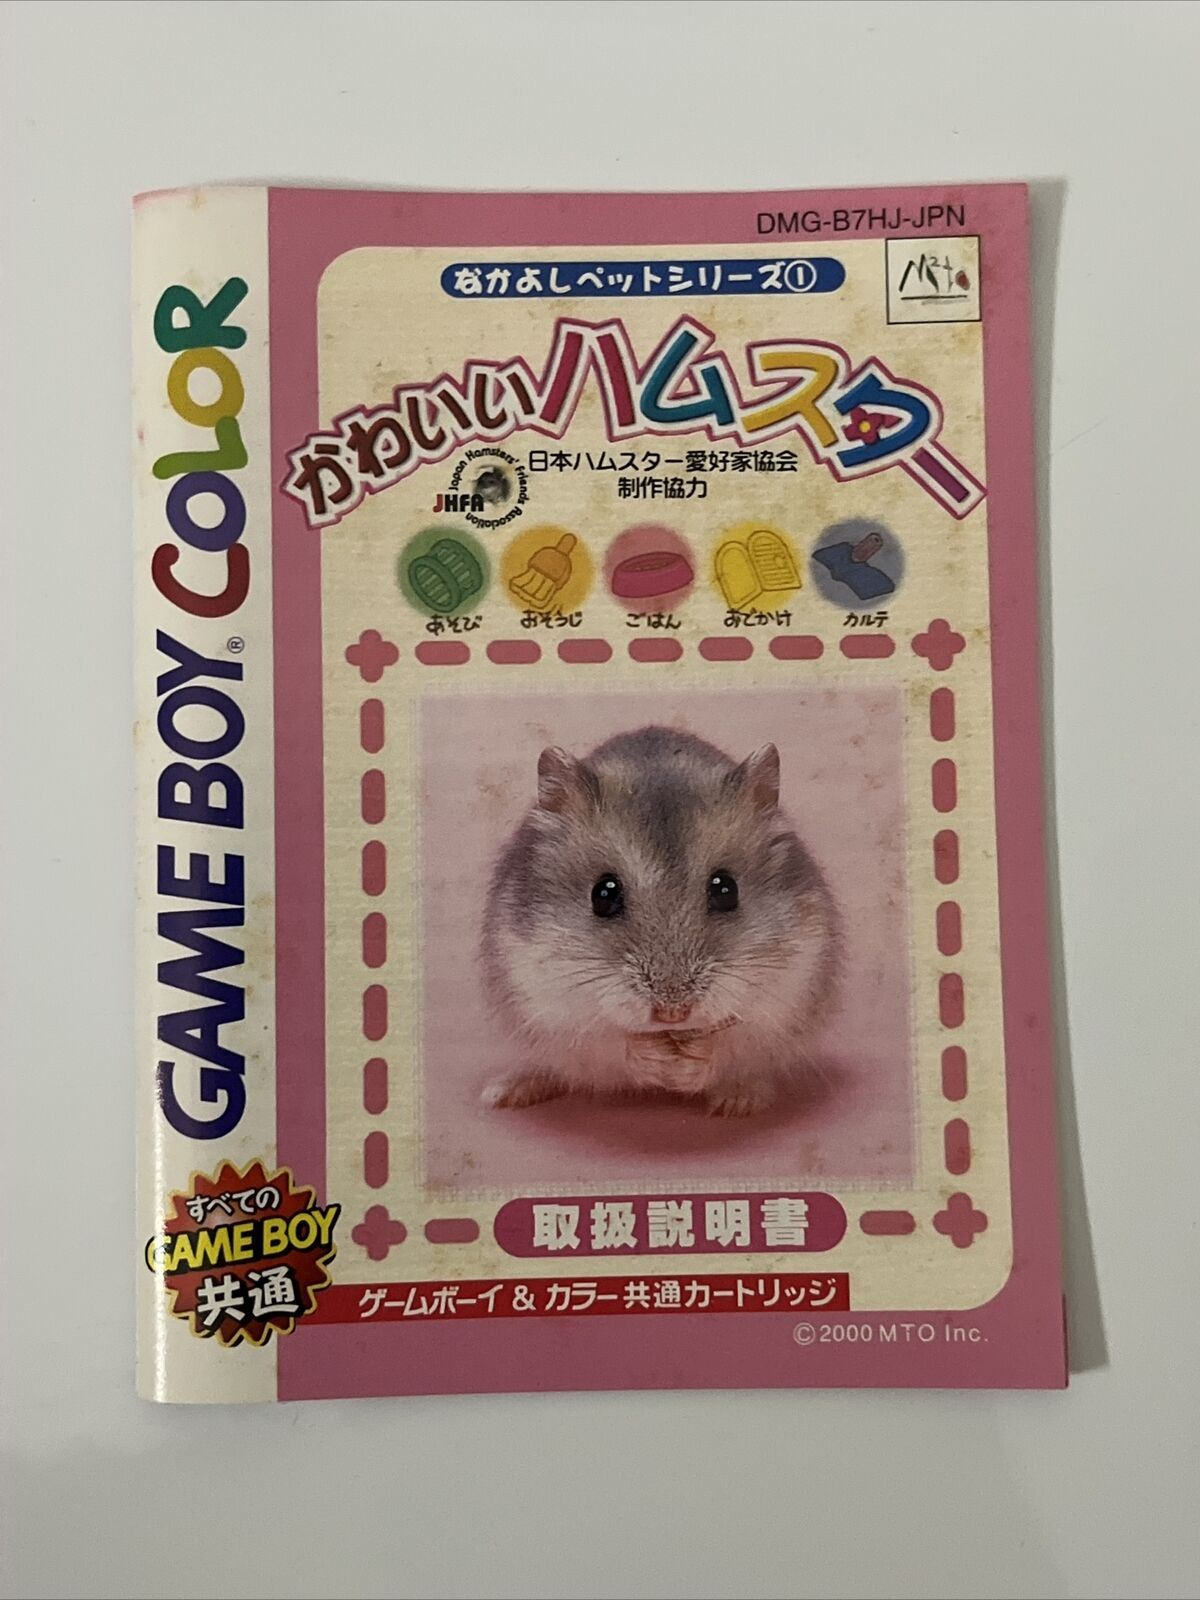 DMG-B7HJ-JPN
なかよしペットシリーズ①
M²to
かわいいハムスター
Japan Hamsters' Friends Association
JHFA
日本ハムスター愛好家協会
制作協力
あそび おそうじ ごはん おでかけ カルテ
GAME BOY® COLOR
すべての
GAME BOY
共通
取扱説明書
ゲームボーイ & カラー共通カートリッジ
©2000 MTO Inc.